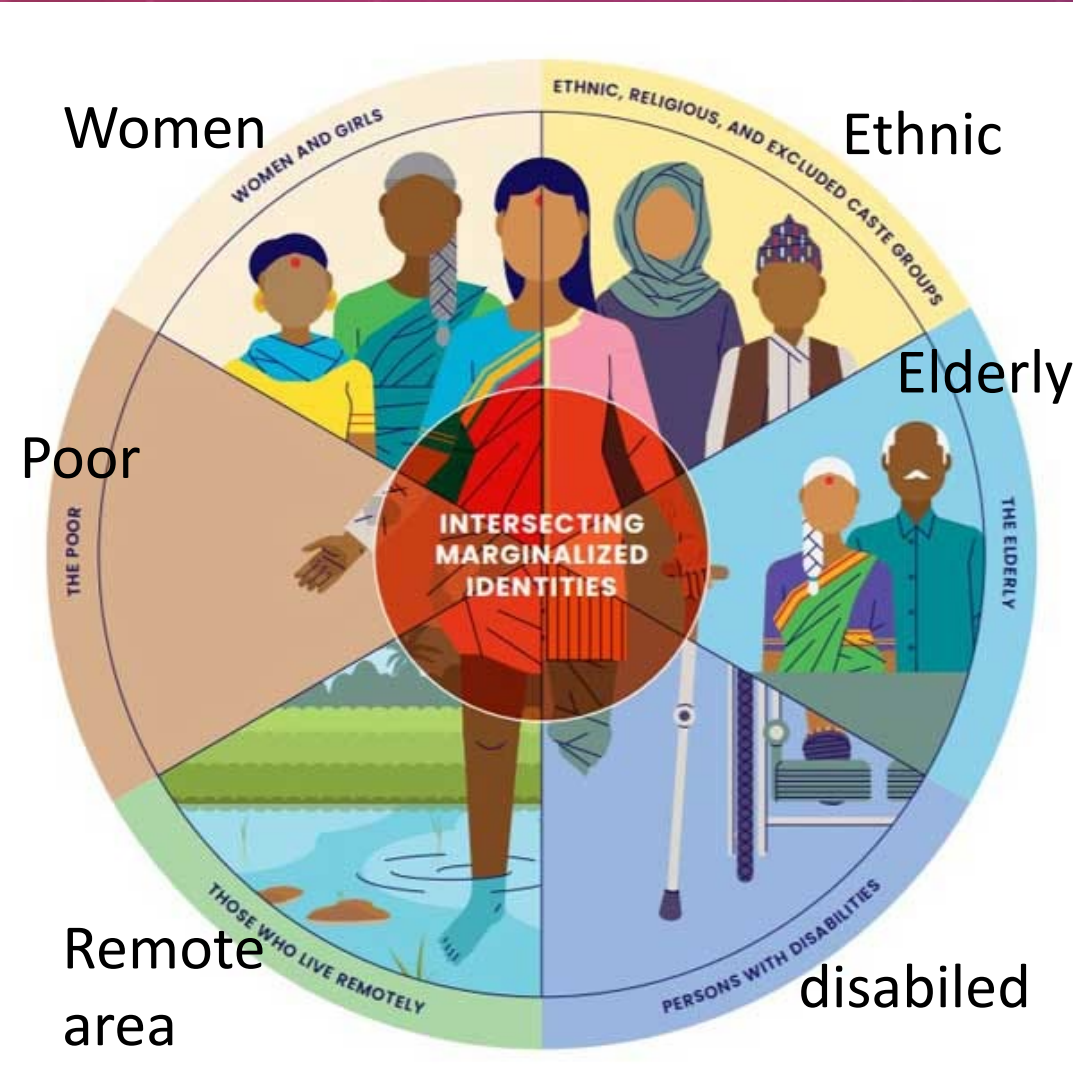 Women
WOMEN AND GIRLS
ETHNIC, RELIGIOUS, AND EXCLUDED CASTE GROUPS
Ethnic
Elderly
THE ELDERLY
Poor
THE POOR
INTERSECTING
MARGINALIZED
IDENTITIES
Remote
area
THOSE WHO LIVE REMOTELY
PERSONS WITH DISABILITIES
disabiled